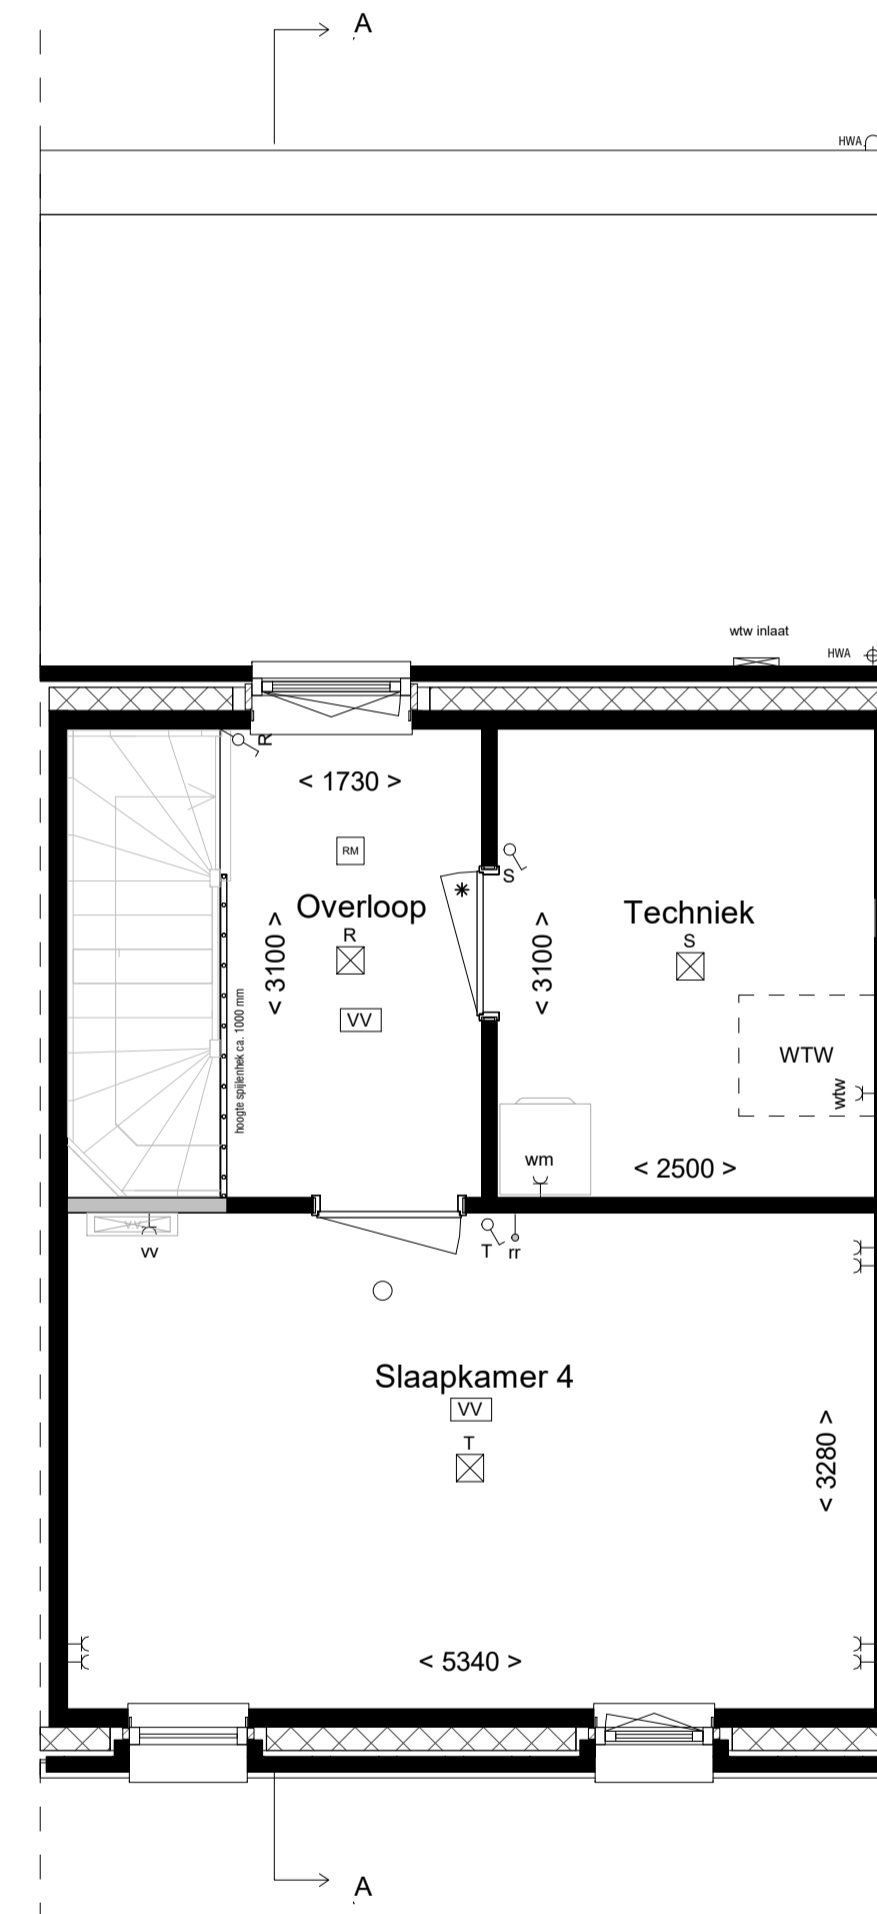 A
HWA
wtw inlaat
HWA
R
< 1730 >
RM
S
Overloop
Techniek
R
S
< 3100 >
< 3100 >
VV
hoogte spijlenhek ca. 1000 mm
WTW
wtw
wm
< 2500 >
VV
vv
T
rr
Slaapkamer 4
VV
T
< 3280 >
< 5340 >
A